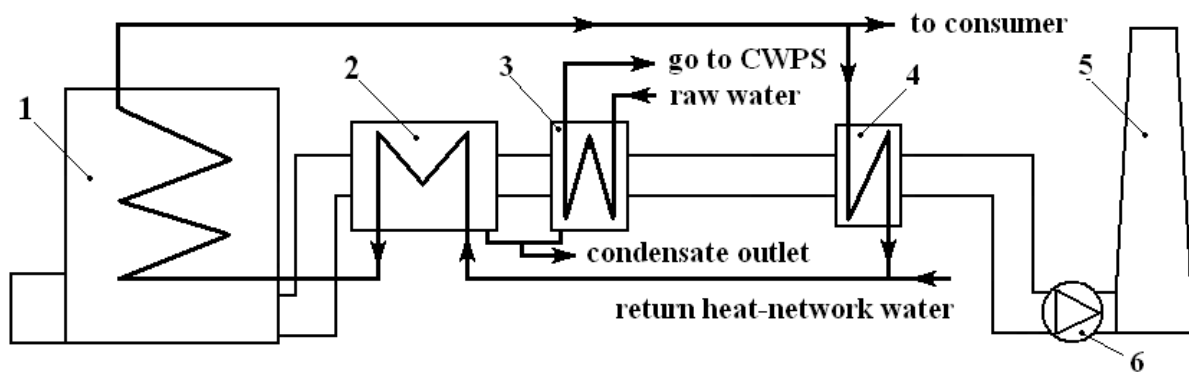 to consumer
go to CWPS
raw water
1
2
3
4
5
condensate outlet
return heat-network water
6